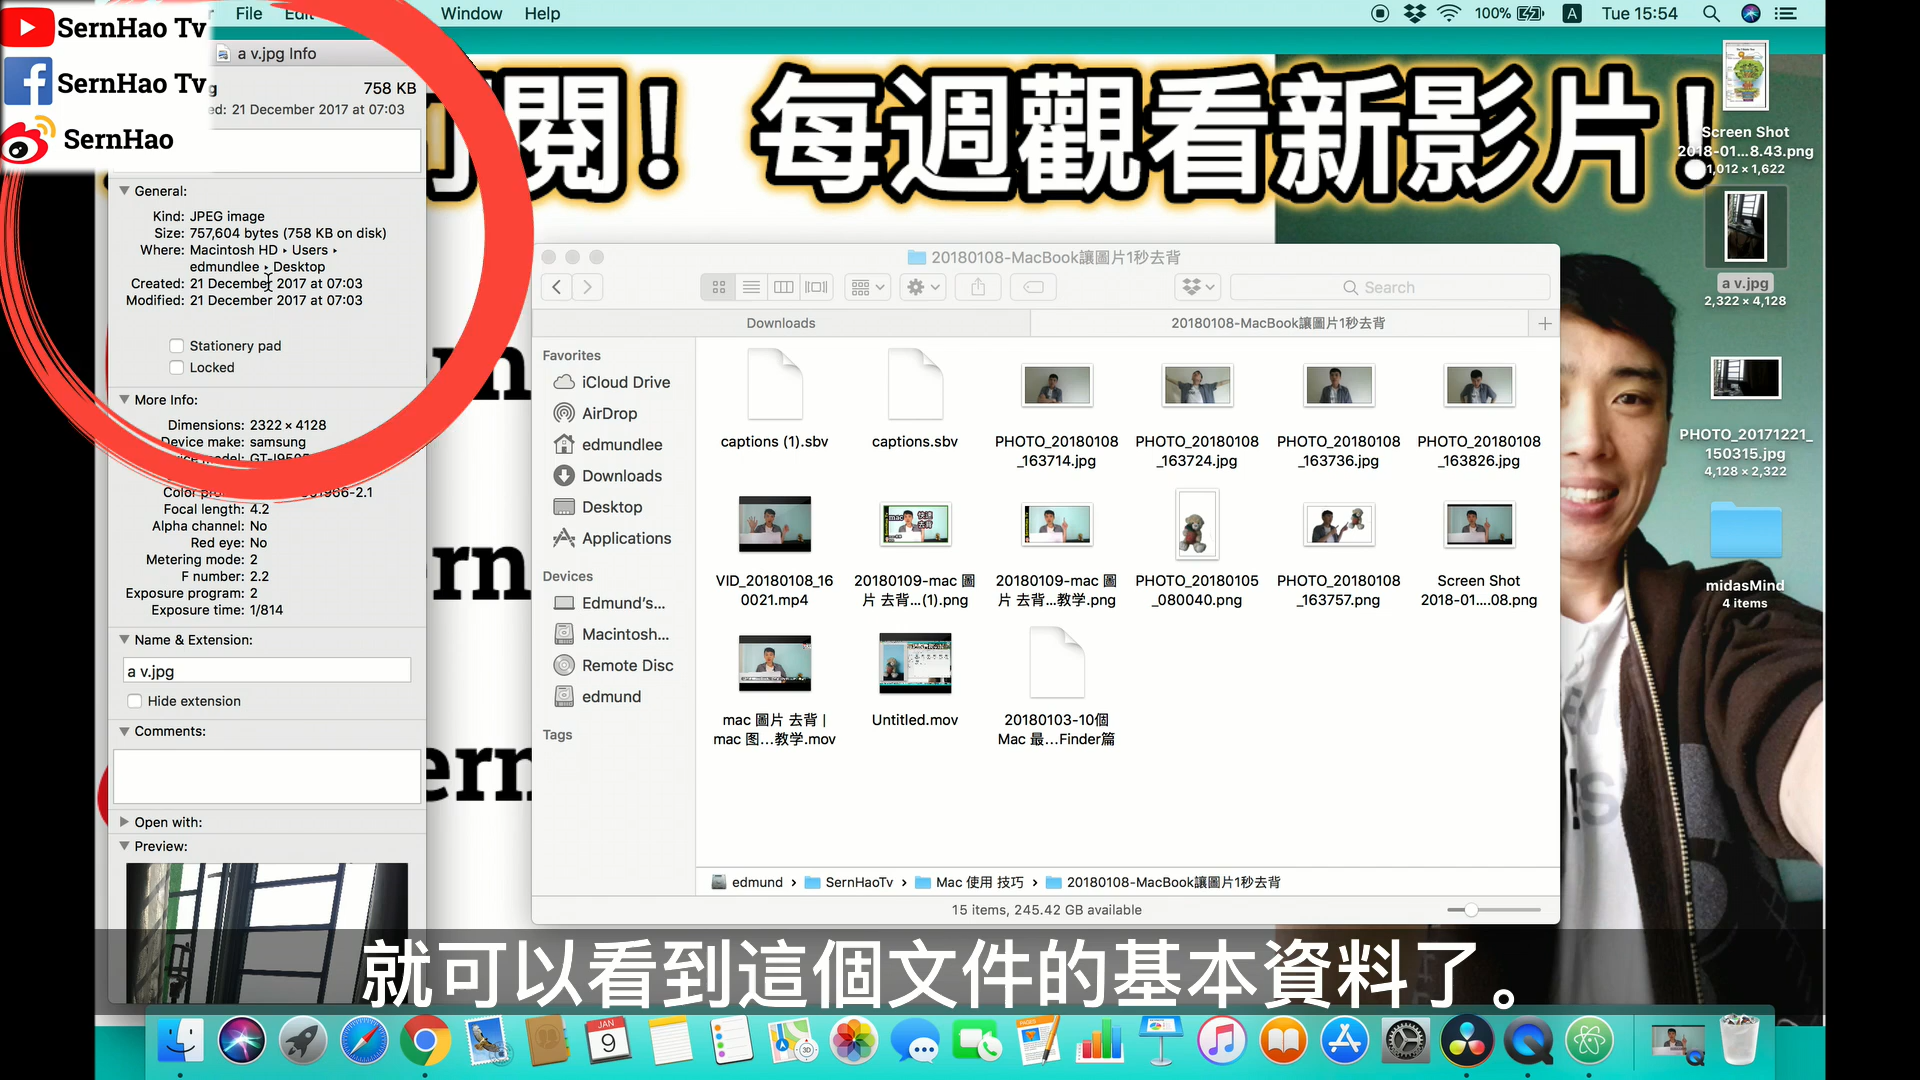 File
Window
Help
100%
A
Tue 15:54
SernHao Tv
SernHao Tv
SernHao
a v.jpg Info
758 KB
ed: 21 December 2017 at 07:03
閱！每週觀看新影片！
General:
Kind: JPEG image
Size: 757,604 bytes (758 KB on disk)
Where: Macintosh HD ▸ Users ▸
edmundlee ▸ Desktop
Created: 21 December 2017 at 07:03
Modified: 21 December 2017 at 07:03
Stationery pad
Locked
More Info:
Dimensions: 2322 × 4128
Device make: samsung
Focal length: 4.2
Alpha channel: No
Red eye: No
Metering mode: 2
F number: 2.2
Exposure program: 2
Exposure time: 1/814
Name & Extension:
a v.jpg
Hide extension
Comments:
Open with:
Preview:
20180108-MacBook讓圖片1秒去背
Search
Downloads
20180108-MacBook讓圖片1秒去背
Favorites
iCloud Drive
AirDrop
edmundlee
Downloads
Desktop
Applications
Devices
Edmund's...
Macintosh...
Remote Disc
edmund
Tags
captions (1).sbv
captions.sbv
PHOTO_20180108
_163714.jpg
PHOTO_20180108
_163724.jpg
PHOTO_20180108
_163736.jpg
PHOTO_20180108
_163826.jpg
VID_20180108_16
0021.mp4
20180109-mac 圖
片 去背...(1).png
20180109-mac 圖
片 去背...教学.png
PHOTO_20180105
_080040.png
PHOTO_20180108
_163757.png
Screen Shot
2018-01....08.png
mac 圖片 去背 |
mac 图...教学.mov
Untitled.mov
20180103-10個
Mac 最...Finder篇
edmund › SernHaoTv › Mac 使用 技巧 › 20180108-MacBook讓圖片1秒去背
15 items, 245.42 GB available
Screen Shot
2018-01...8.43.png
1,012 × 1,622
a v.jpg
2,322 × 4,128
PHOTO_20171221_
150315.jpg
4,128 × 2,322
midasMind
4 items
就可以看到這個文件的基本資料了。
JAN
9